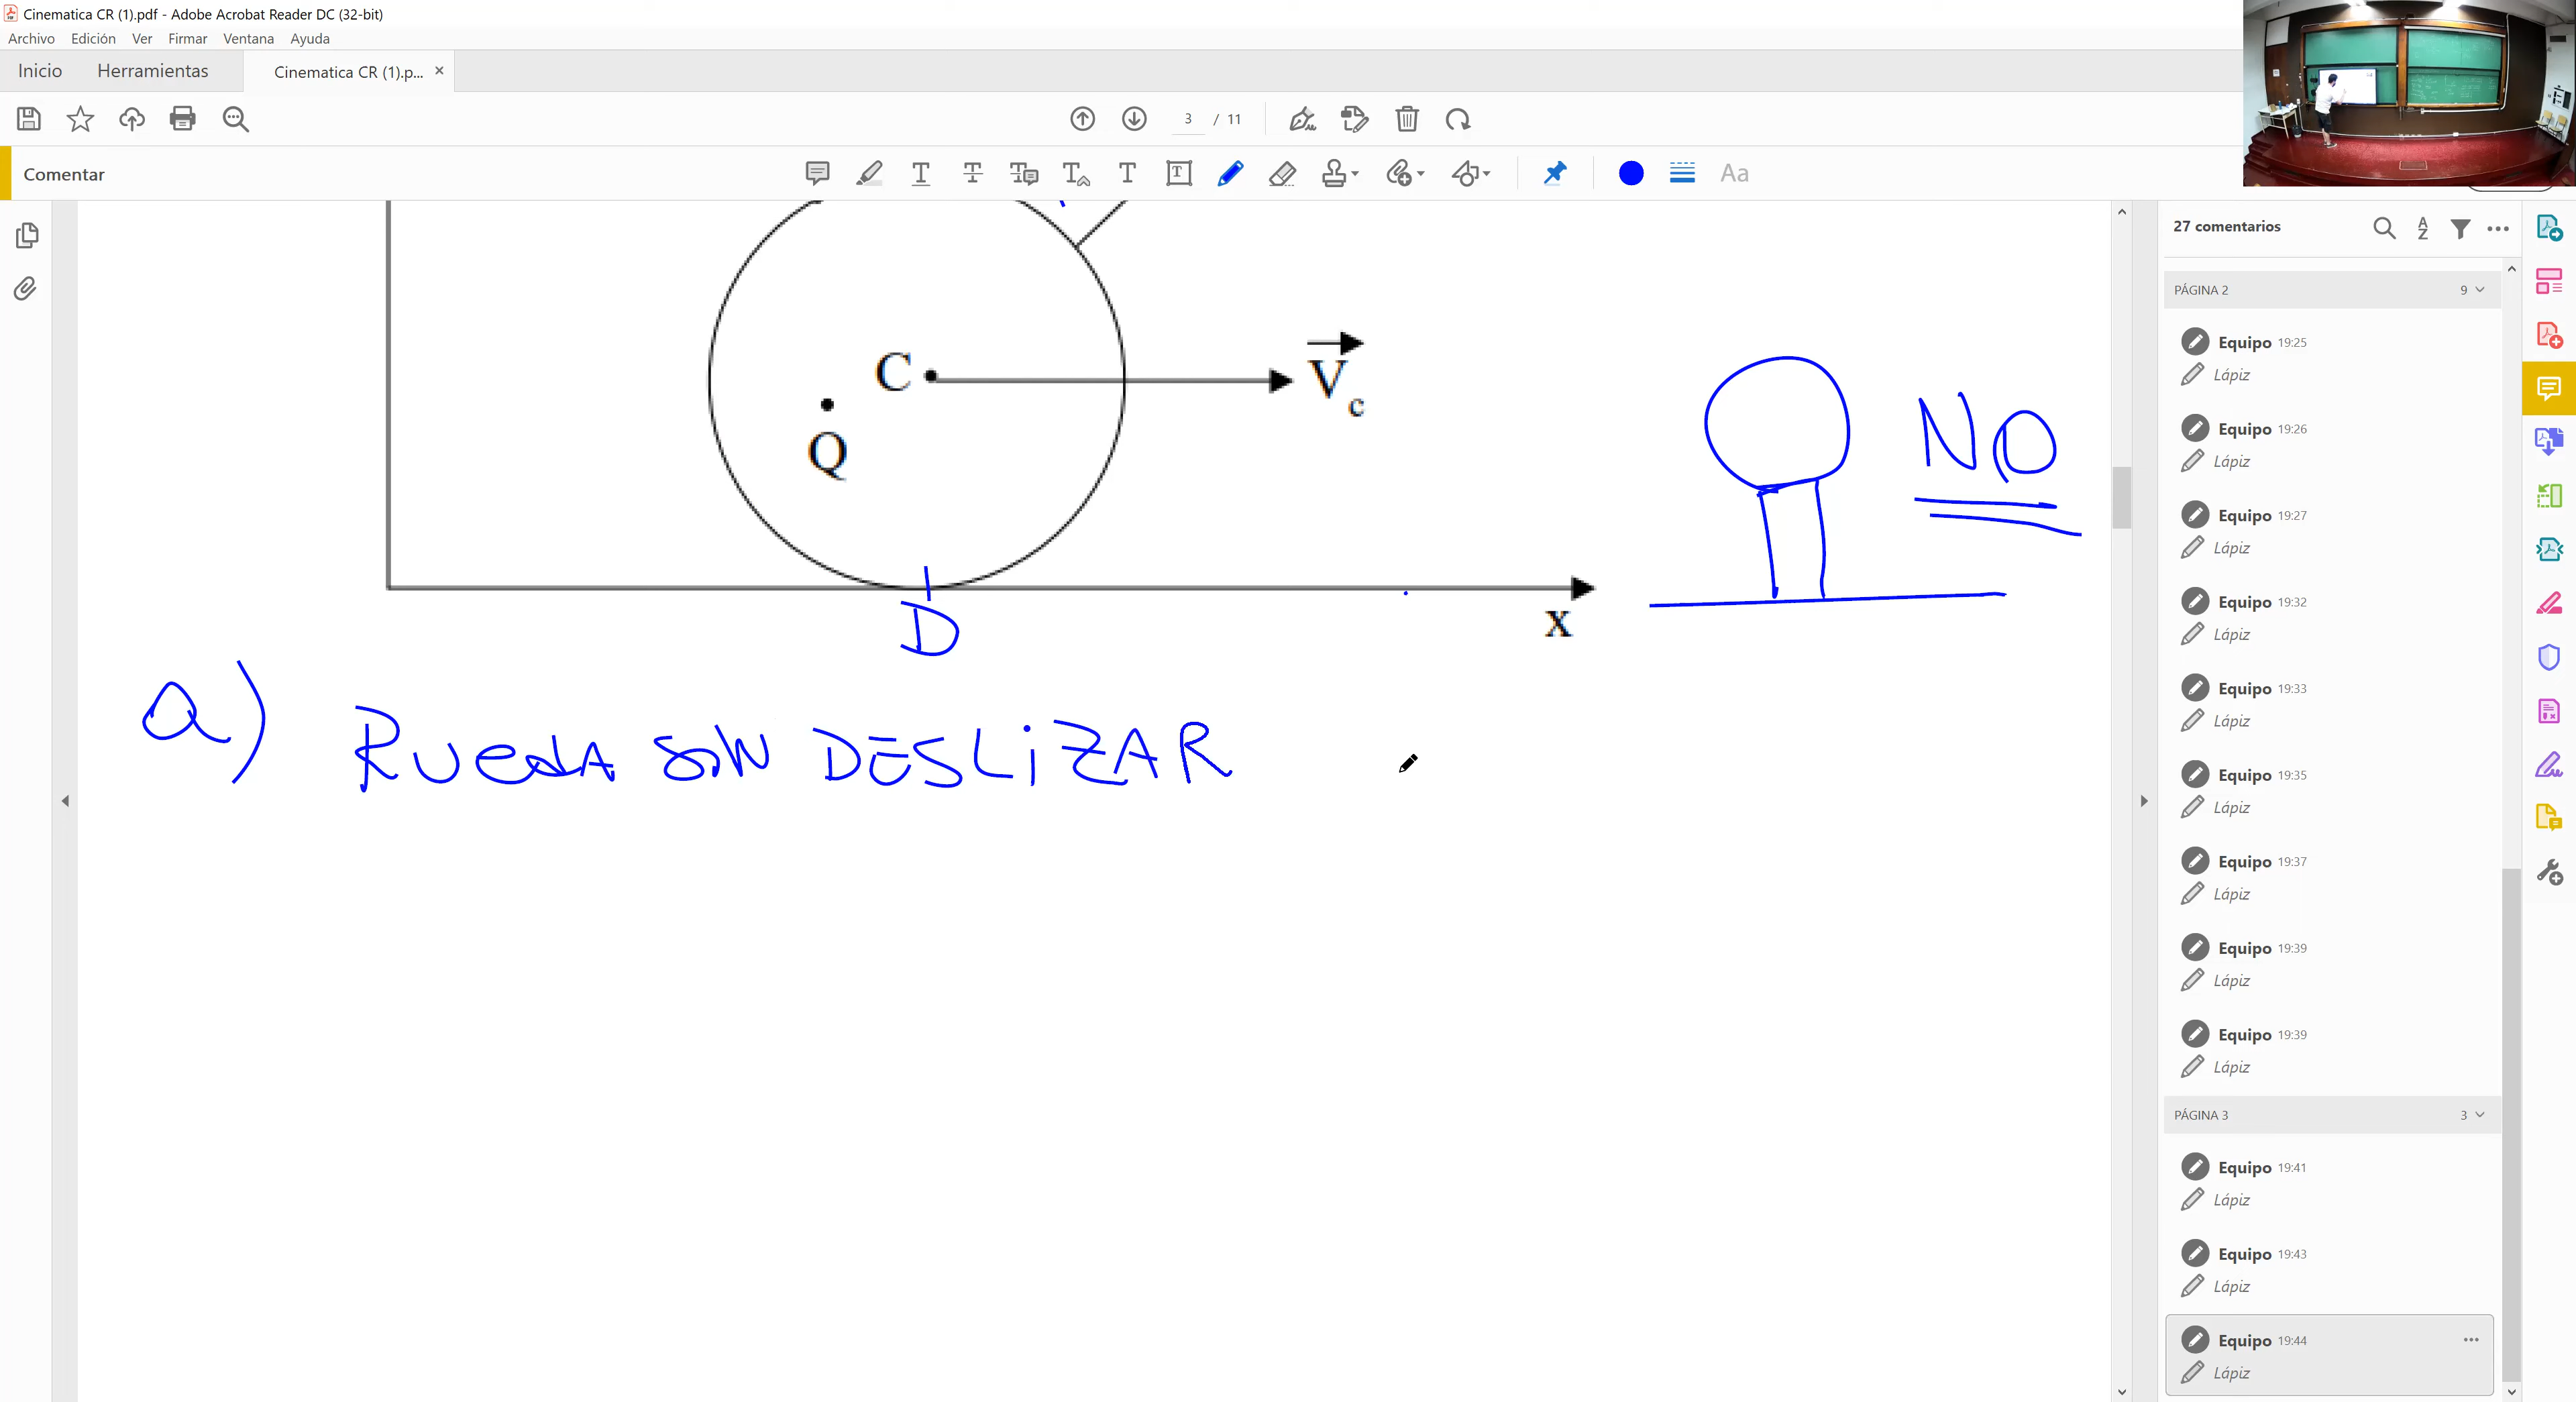 Cinematica CR (1).pdf - Adobe Acrobat Reader DC (32-bit)
Archivo Edición Ver Firmar Ventana Ayuda
Inicio Herramientas Cinematica CR (1).p... ×
3 / 11
Comentar
Aa
27 comentarios
PÁGINA 2 9
Equipo 19:25
Lápiz
Equipo 19:26
Lápiz
Equipo 19:27
Lápiz
Equipo 19:32
Lápiz
Equipo 19:33
Lápiz
Equipo 19:35
Lápiz
Equipo 19:37
Lápiz
Equipo 19:39
Lápiz
Equipo 19:39
Lápiz
PÁGINA 3 3
Equipo 19:41
Lápiz
Equipo 19:43
Lápiz
Equipo 19:44
Lápiz
C
V
c
Q
NO
x
D
a) RUEDA SIN DESLIZAR